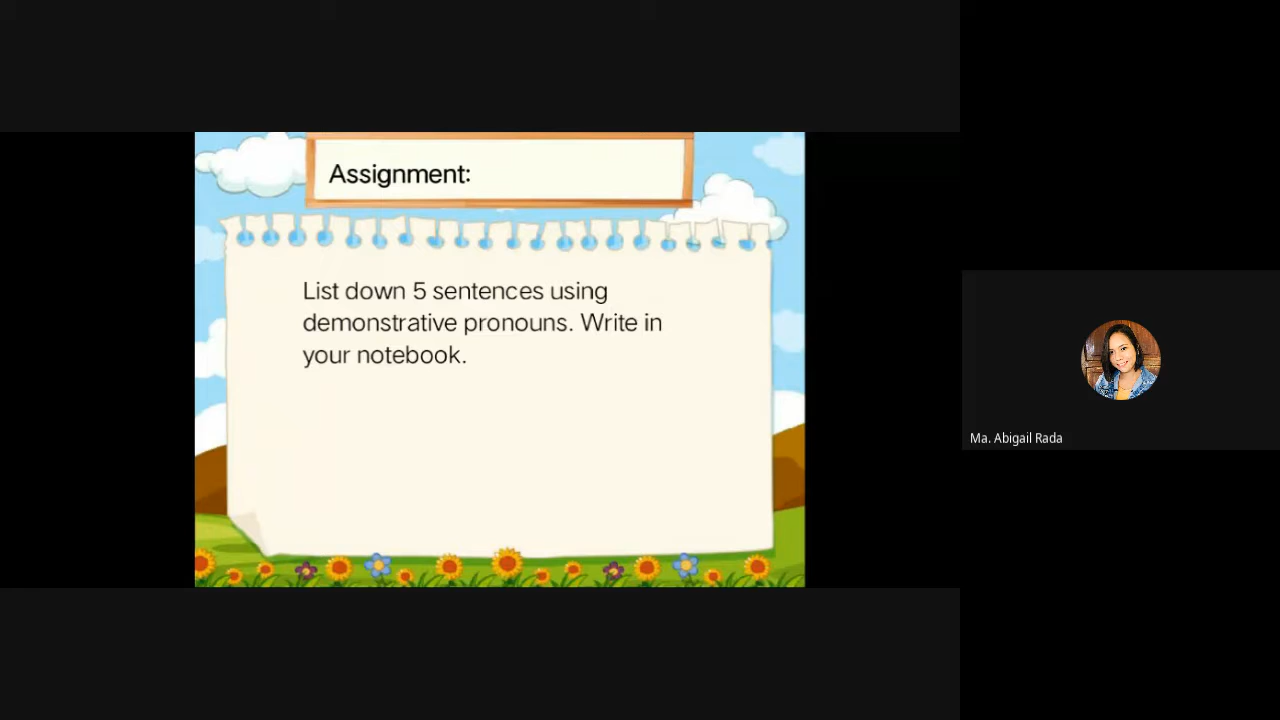 Assignment:
List down 5 sentences using
demonstrative pronouns. Write in
your notebook.
Ma. Abigail Rada